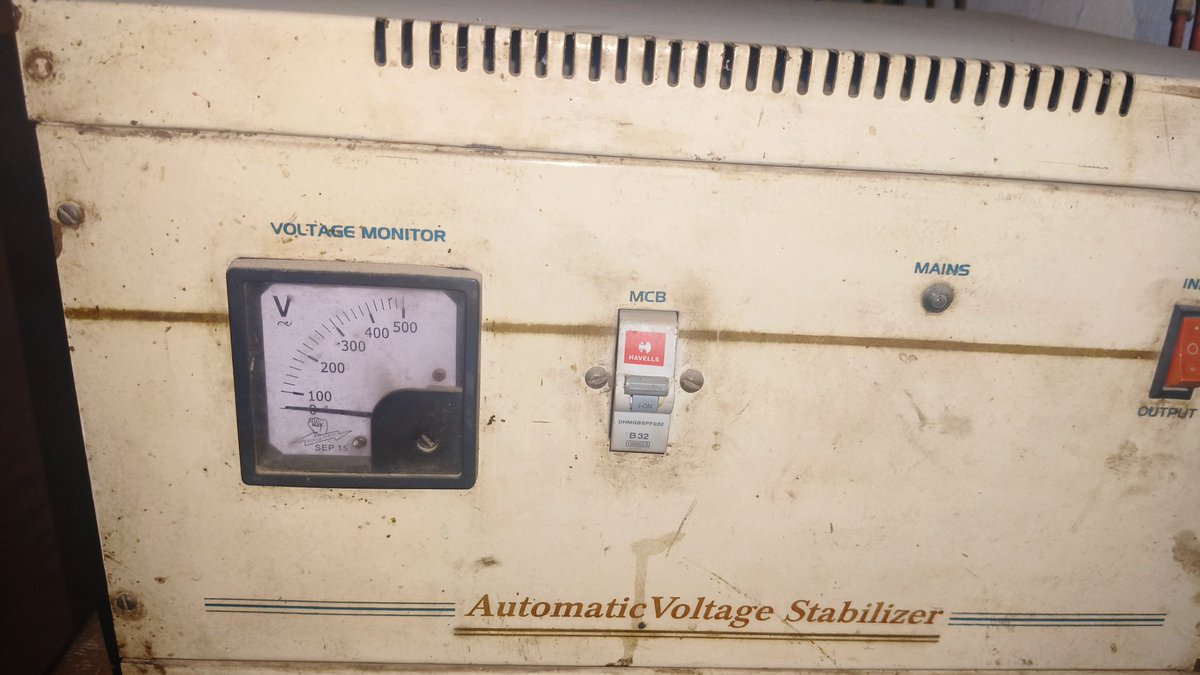 VOLTAGE MONITOR
V
500
400
300
200
100
0
SEP 15
MCB
HAVELLS
I-ON
DHMGBSPF032
B 32
MAINS
OUTPUT
Automatic Voltage Stabilizer